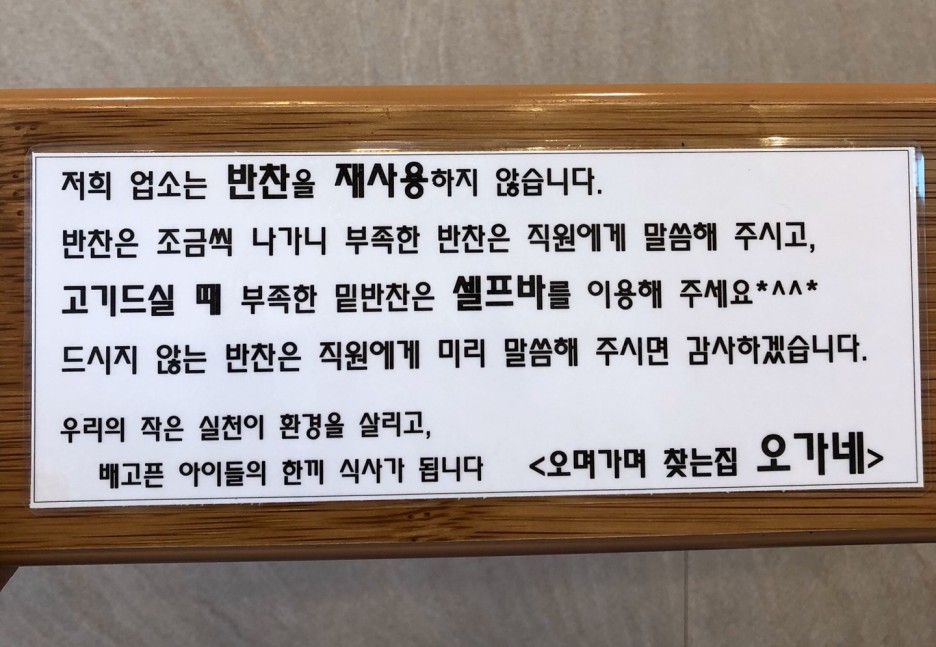 저희 업소는 반찬을 재사용하지 않습니다.
반찬은 조금씩 나가니 부족한 반찬은 직원에게 말씀해 주시고,
고기드실 때 부족한 밑반찬은 셀프바를 이용해 주세요*^^*
드시지 않는 반찬은 직원에게 미리 말씀해 주시면 감사하겠습니다.
우리의 작은 실천이 환경을 살리고,
배고픈 아이들의 한끼 식사가 됩니다 <오며가며 찾는집 오가네>